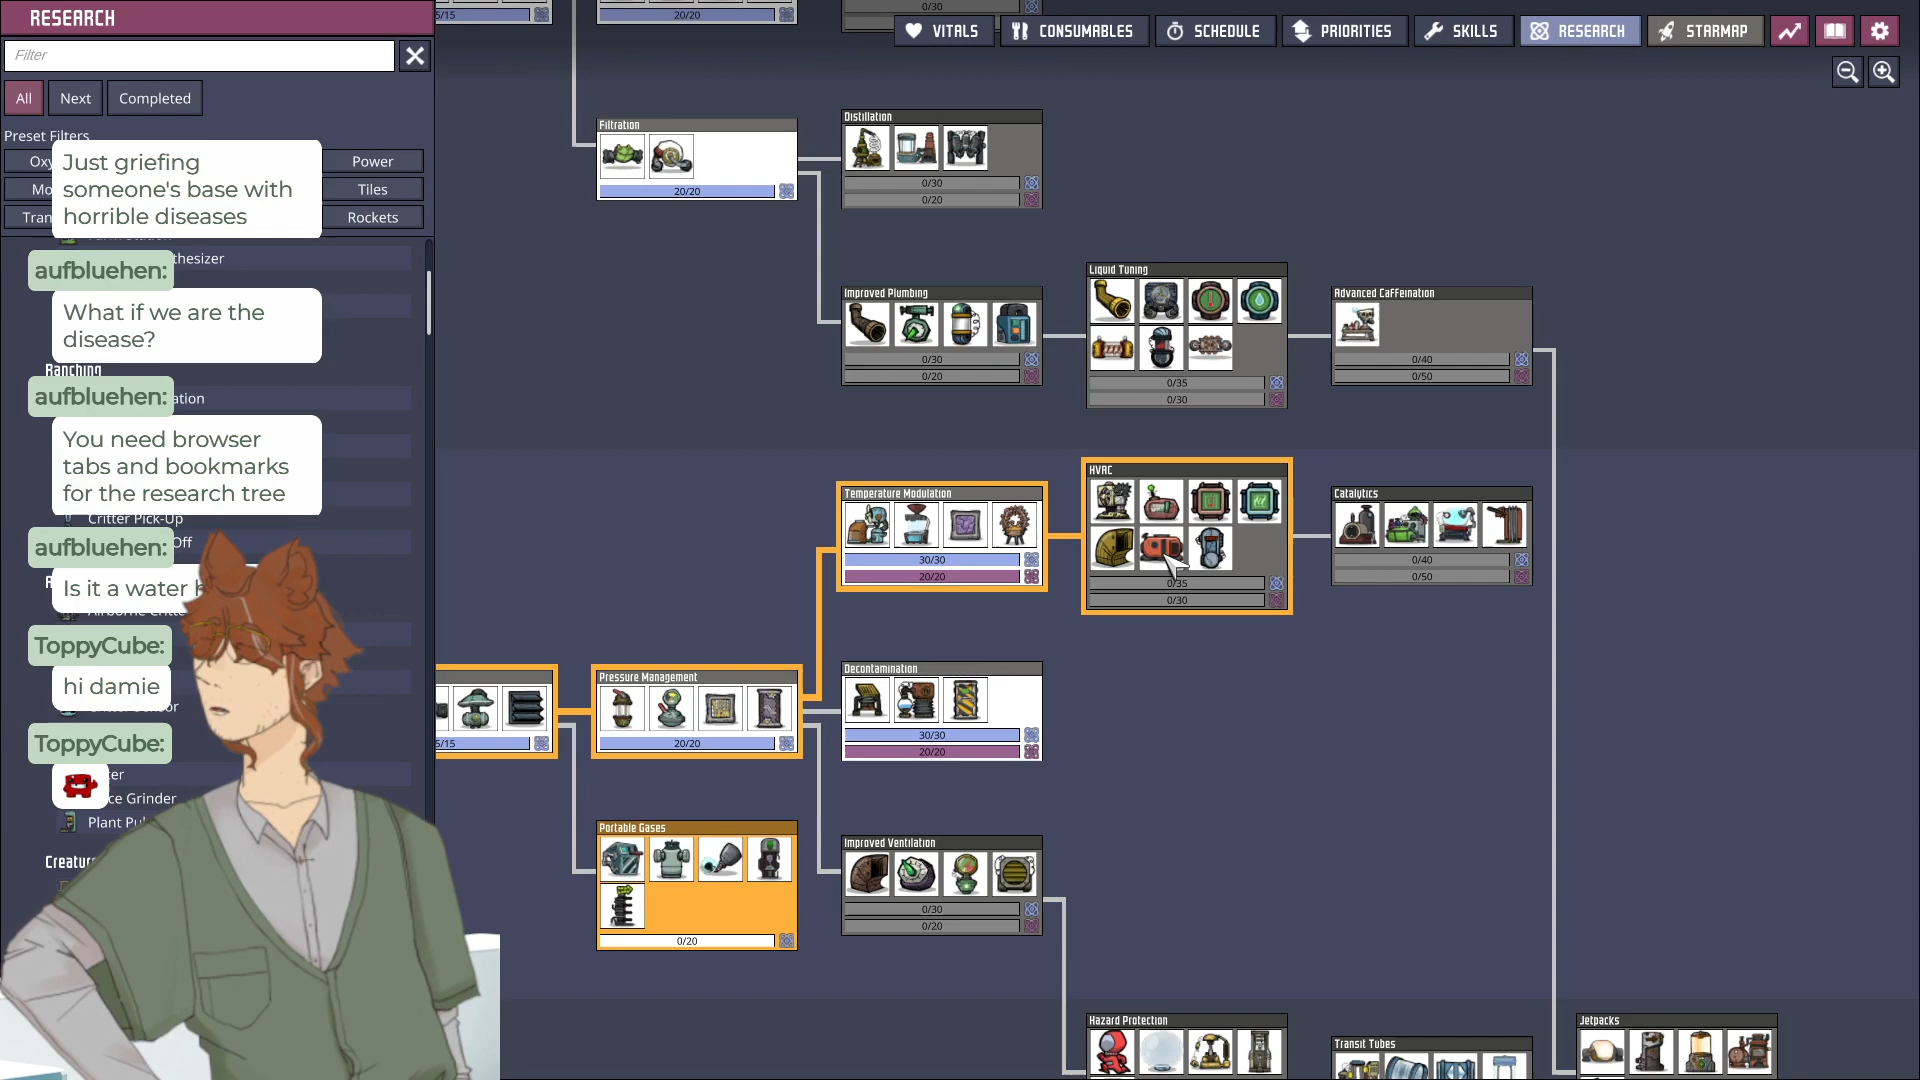 RESEARCH
Filter
All
Next
Completed
Preset Filters
Power
Tiles
Rockets
Just griefing
someone's base with
horrible diseases
thesizer
aufbluehen:
What if we are the
disease?
Ranching
aufbluehen:
ation
You need browser
tabs and bookmarks
for the research tree
Critter Pick-Up
aufbluehen:
Off
Is it a water
ToppyCube:
hi damie
ToppyCube:
ce Grinder
VITALS
CONSUMABLES
SCHEDULE
PRIORITIES
SKILLS
RESEARCH
STARMAP
5/15
20/20
0/30
Filtration
20/20
Distillation
0/30
0/20
Improved Plumbing
0/30
0/20
Liquid Tuning
0/35
0/30
Advanced Caffeination
0/40
0/50
Temperature Modulation
30/30
20/20
HVAC
0/35
0/30
Catalytics
0/40
0/50
5/15
Pressure Management
20/20
Decontamination
30/30
20/20
Portable Gases
0/20
Improved Ventilation
0/30
0/20
Hazard Protection
Transit Tubes
Jetpacks